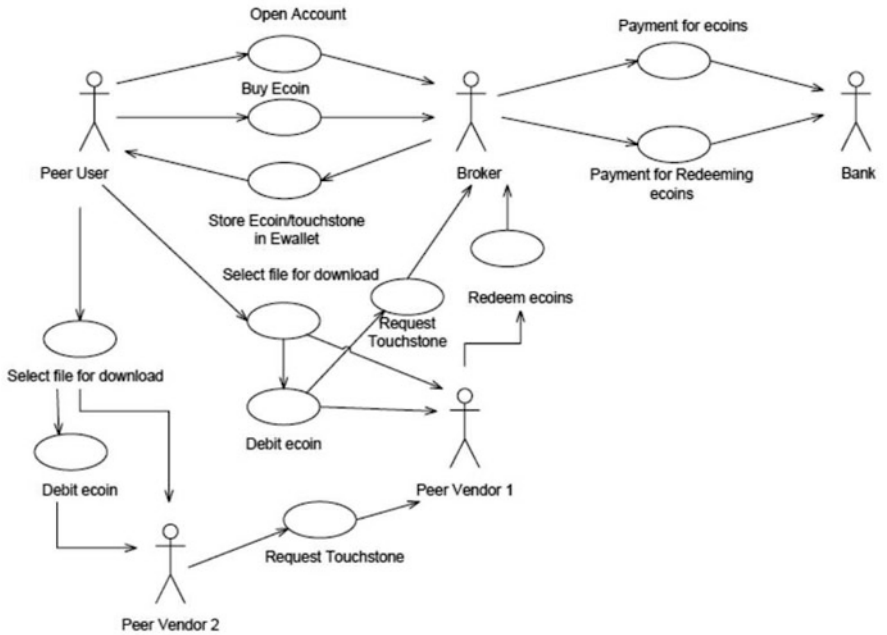 Open Account
Payment for ecoins
Buy Ecoin
Peer User
Broker
Payment for Redeeming
ecoins
Bank
Store Ecoin/touchstone
in Ewallet
Select file for download
Redeem ecoins
Request
Touchstone
Select file for download
Debit ecoin
Debit ecoin
Peer Vendor 1
Request Touchstone
Peer Vendor 2